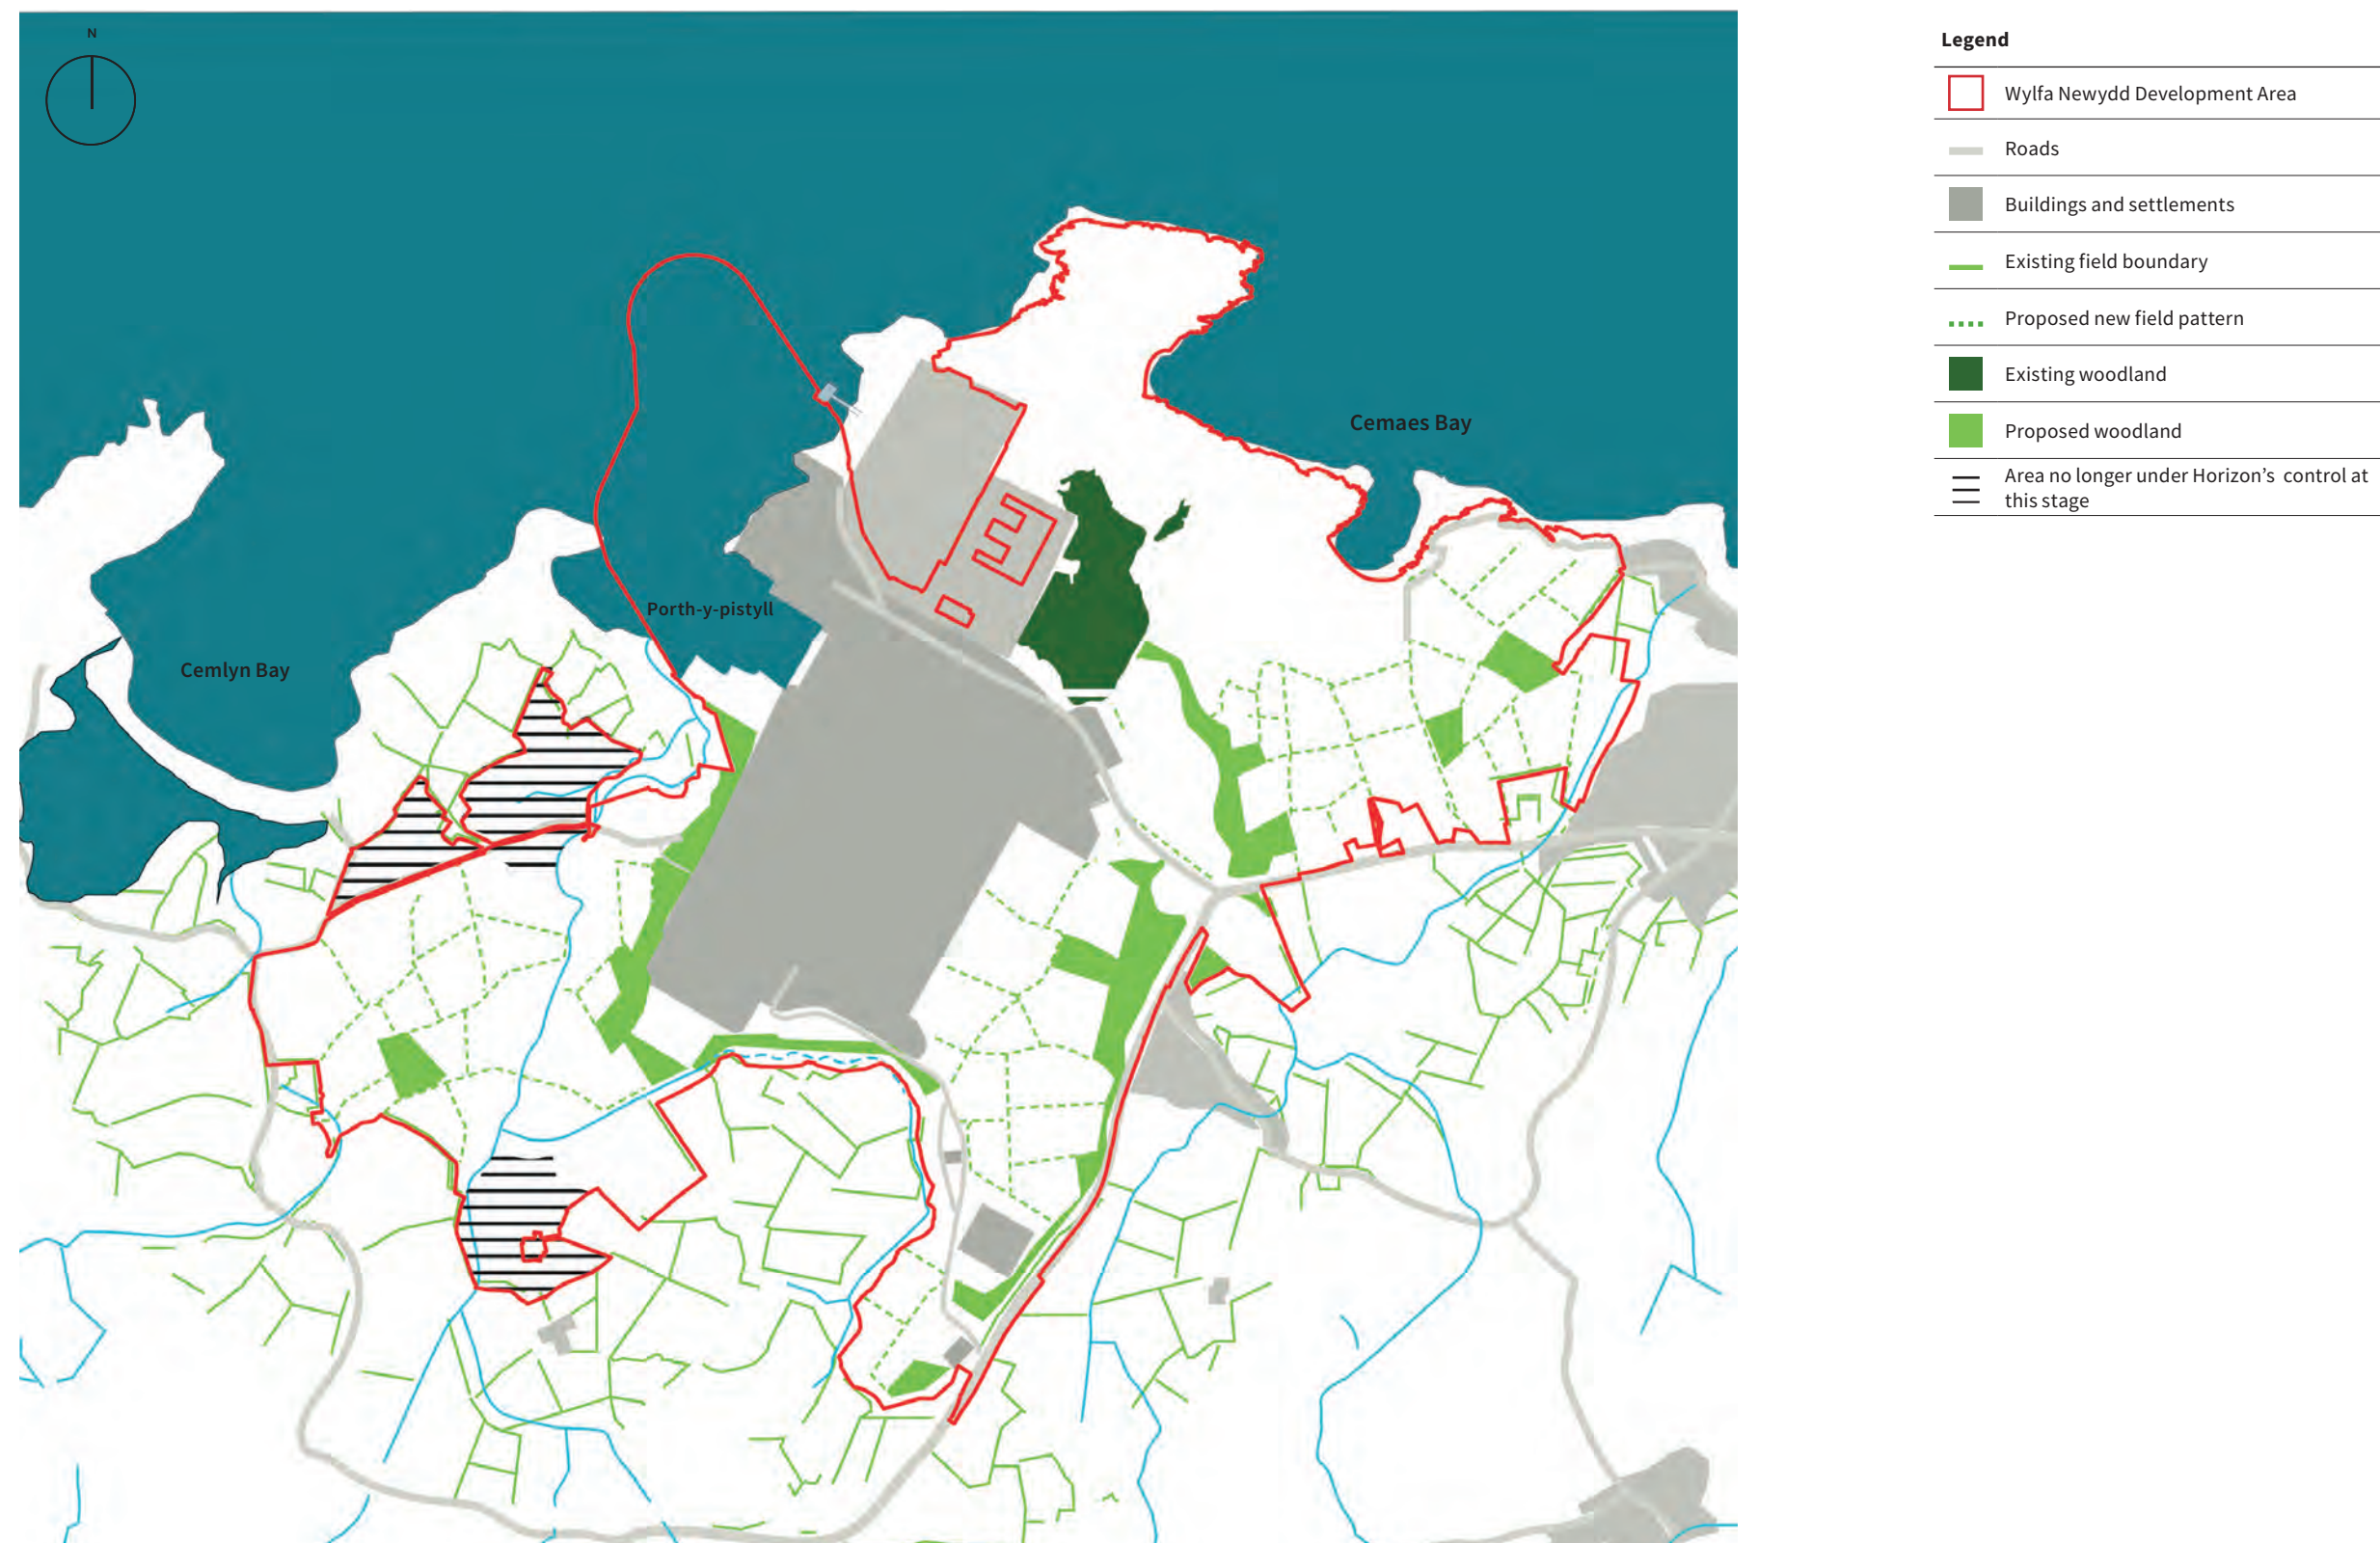 N
Cemaes Bay
Porth-y-pistyll
Cemlyn Bay
Legend
Wylfa Newydd Development Area
Roads
Buildings and settlements
Existing field boundary
Proposed new field pattern
Existing woodland
Proposed woodland
Area no longer under Horizon’s control at
this stage